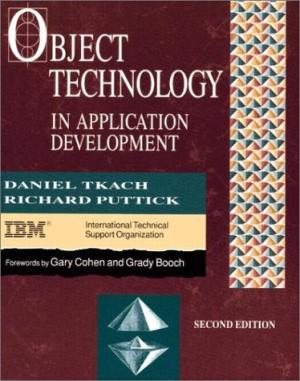 OBJECT
TECHNOLOGY
IN APPLICATION
DEVELOPMENT
DANIEL TKACH
RICHARD PUTTICK
IBM®
International Technical
Support Organization
Forewords by Gary Cohen and Grady Booch
SECOND EDITION